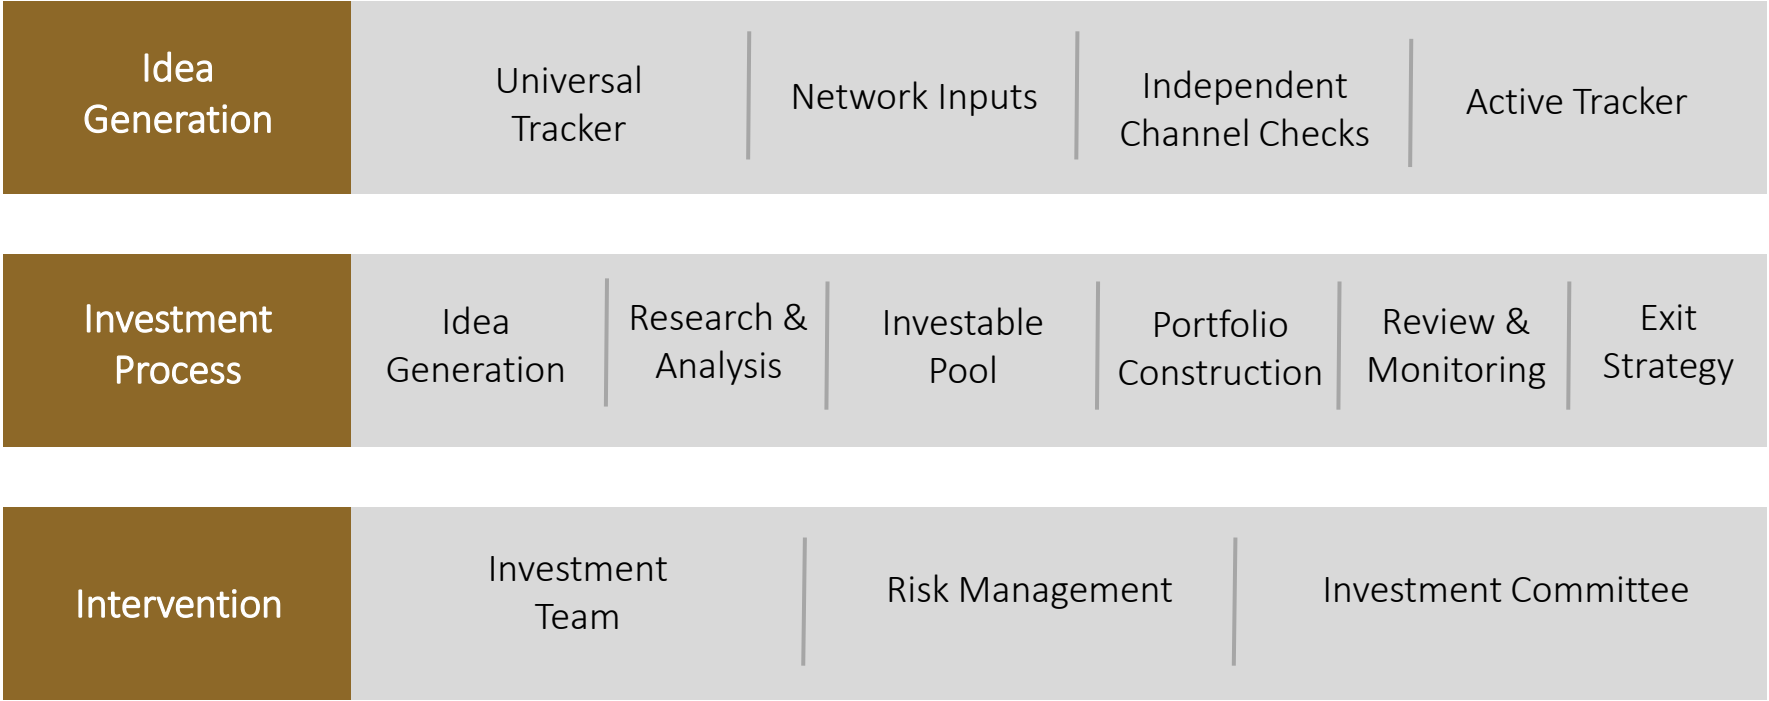 Idea
Generation
Universal
Tracker
Network Inputs
Independent
Channel Checks
Active Tracker
Investment
Process
Idea
Generation
Research &
Analysis
Investable
Pool
Portfolio
Construction
Review &
Monitoring
Exit
Strategy
Intervention
Investment
Team
Risk Management
Investment Committee